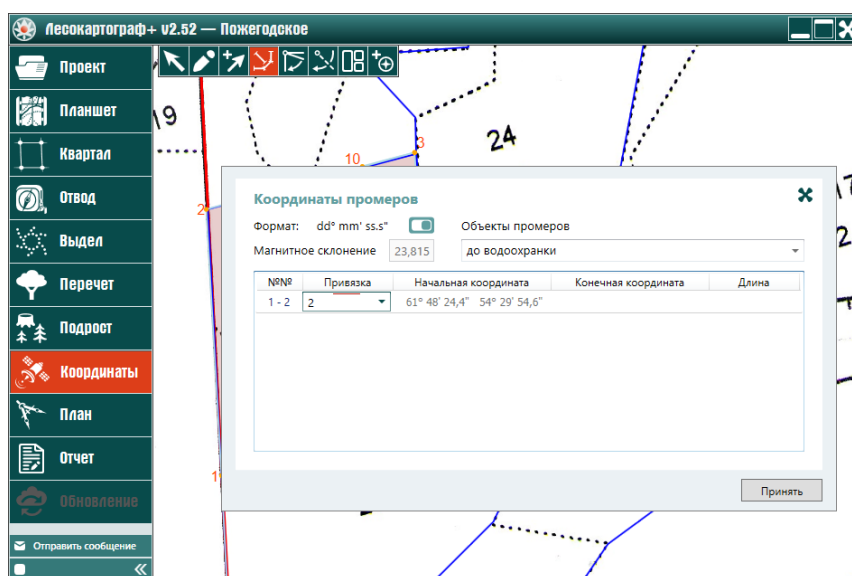 Лесокартограф+ v2.52 — Пожегодское
Проект
Планшет
Квартал
Отвод
Выдел
Перечет
Подрост
Координаты
План
Отчет
Обновление
Отправить сообщение
19
24
10
3
2
1
17
2
Координаты промеров
Формат: dd° mm' ss.s" Объекты промеров
Магнитное склонение 23,815 до водоохранки
№№ Привязка Начальная координата Конечная координата Длина
1 - 2 2 61° 48' 24,4" 54° 29' 54,6"
Принять